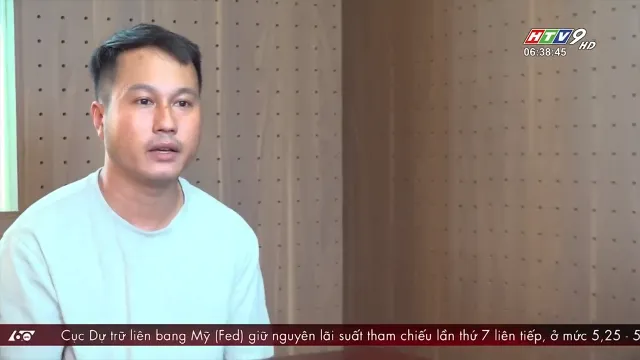 HTV9 HD
06:38:45
60 Cục Dự trữ liên bang Mỹ (Fed) giữ nguyên lãi suất tham chiếu lần thứ 7 liên tiếp, ở mức 5,25 - 5